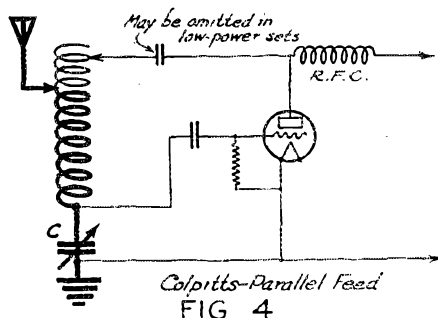 May be omitted in
low-power sets
R.F.C.
C
Colpitts-Parallel Feed
FIG 4